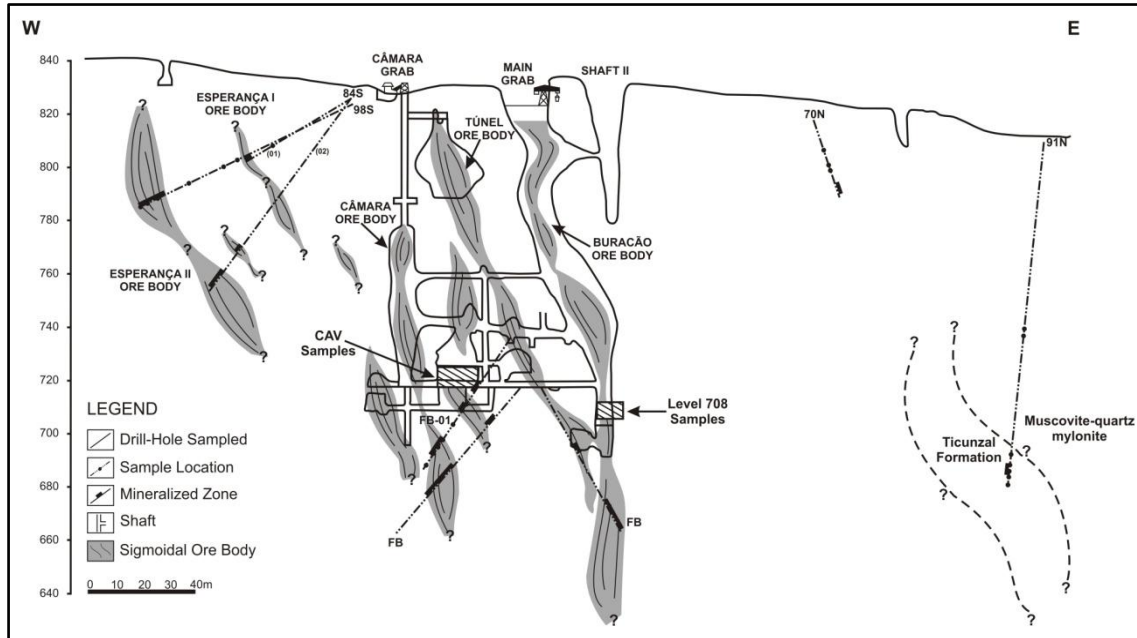 W
E
840
820
800
780
760
740
720
700
680
660
640
CÂMARA
GRAB
MAIN
GRAB
SHAFT II
ESPERANÇA I
ORE BODY
84S
98S
(01)
(02)
TÚNEL
ORE BODY
70N
91N
?
?
?
?
?
?
?
?
?
?
CÂMARA
ORE BODY
BURACÃO
ORE BODY
ESPERANÇA II
ORE BODY
CAV
Samples
FB-01
Level 708
Samples
FB
FB
?
?
?
?
?
?
?
?
?
?
Ticunzal
Formation
Muscovite-quartz
mylonite
LEGEND
Drill-Hole Sampled
Sample Location
Mineralized Zone
Shaft
Sigmoidal Ore Body
0 10 20 30 40m